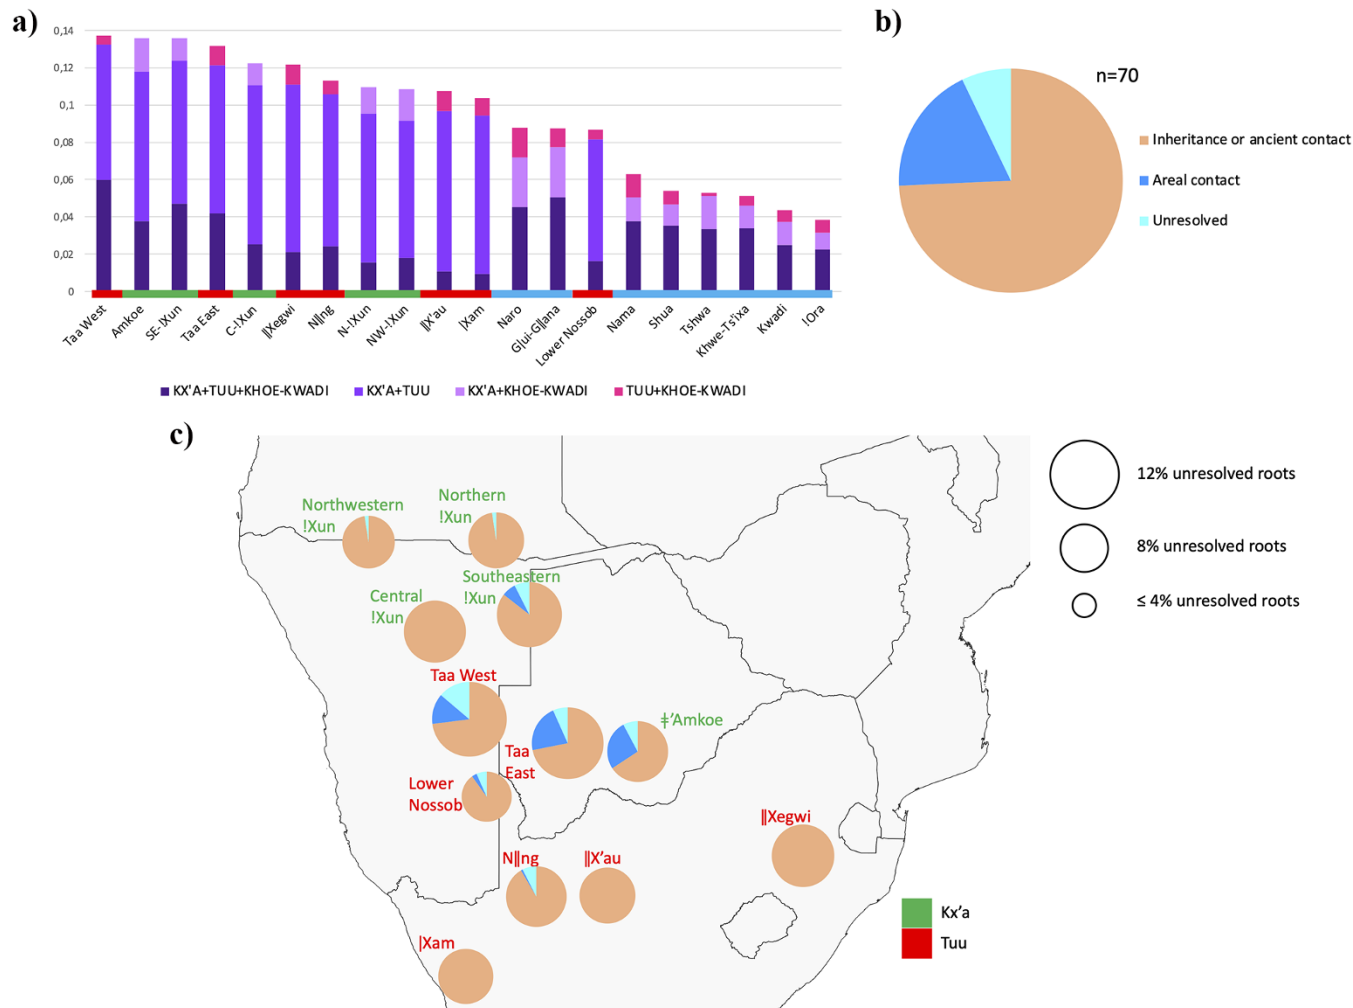 a)
0,14
0,12
0,1
0,08
0,06
0,04
0,02
0
Taa West
Amkoe
SE-!Xun
Taa East
C-!Xun
ǁXegwi
Nǁng
N-!Xun
NW-!Xun
ǁX'au
|Xam
Naro
G|ui-Gǁana
Lower Nossob
Nama
Shua
Tshwa
Khwe-Ts'ixa
Kwadi
!Ora
KX'A+TUU+KHOE-KWADI
KX'A+TUU
KX'A+KHOE-KWADI
TUU+KHOE-KWADI
b)
n=70
Inheritance or ancient contact
Areal contact
Unresolved
c)
Northwestern
!Xun
Northern
!Xun
Southeastern
!Xun
Central
!Xun
Taa West
Taa
East
ǂ'Amkoe
Lower
Nossob
Nǁng
ǁX'au
ǁXegwi
|Xam
12% unresolved roots
8% unresolved roots
≤ 4% unresolved roots
Kx'a
Tuu